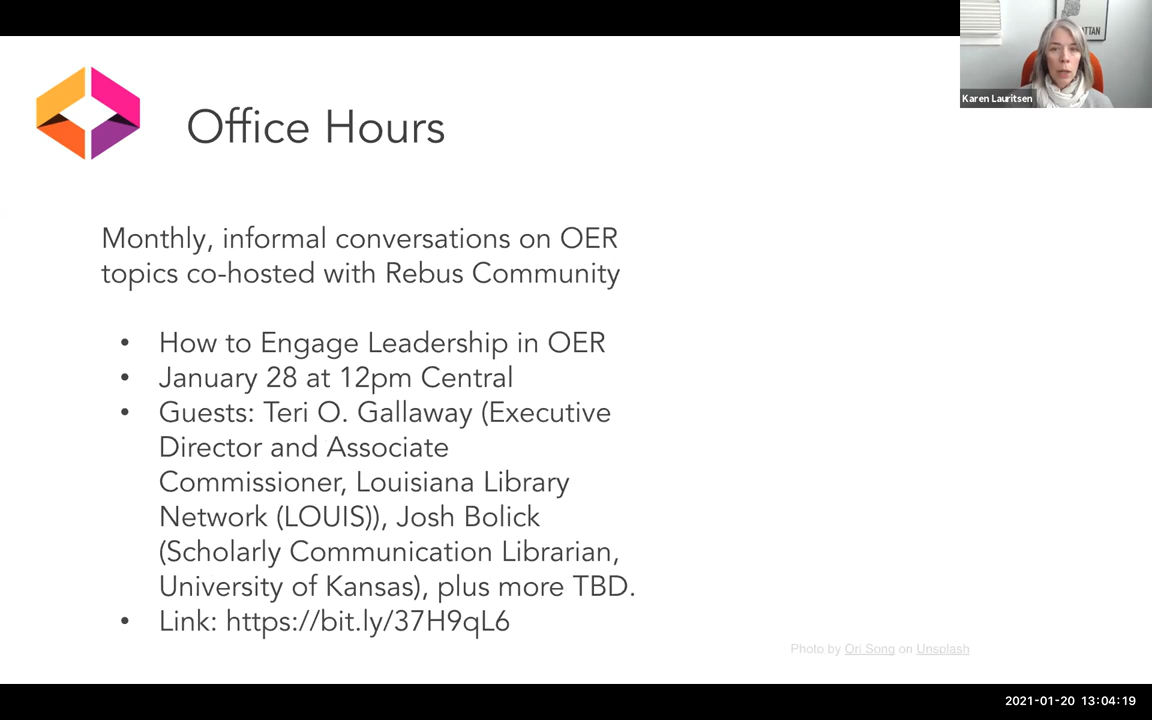 TTAN
Karen Lauritsen
Office Hours
Monthly, informal conversations on OER
topics co-hosted with Rebus Community
• How to Engage Leadership in OER
• January 28 at 12pm Central
• Guests: Teri O. Gallaway (Executive
Director and Associate
Commissioner, Louisiana Library
Network (LOUIS)), Josh Bolick
(Scholarly Communication Librarian,
University of Kansas), plus more TBD.
• Link: https://bit.ly/37H9qL6
Photo by Ori Song on Unsplash
2021-01-20 13:04:19